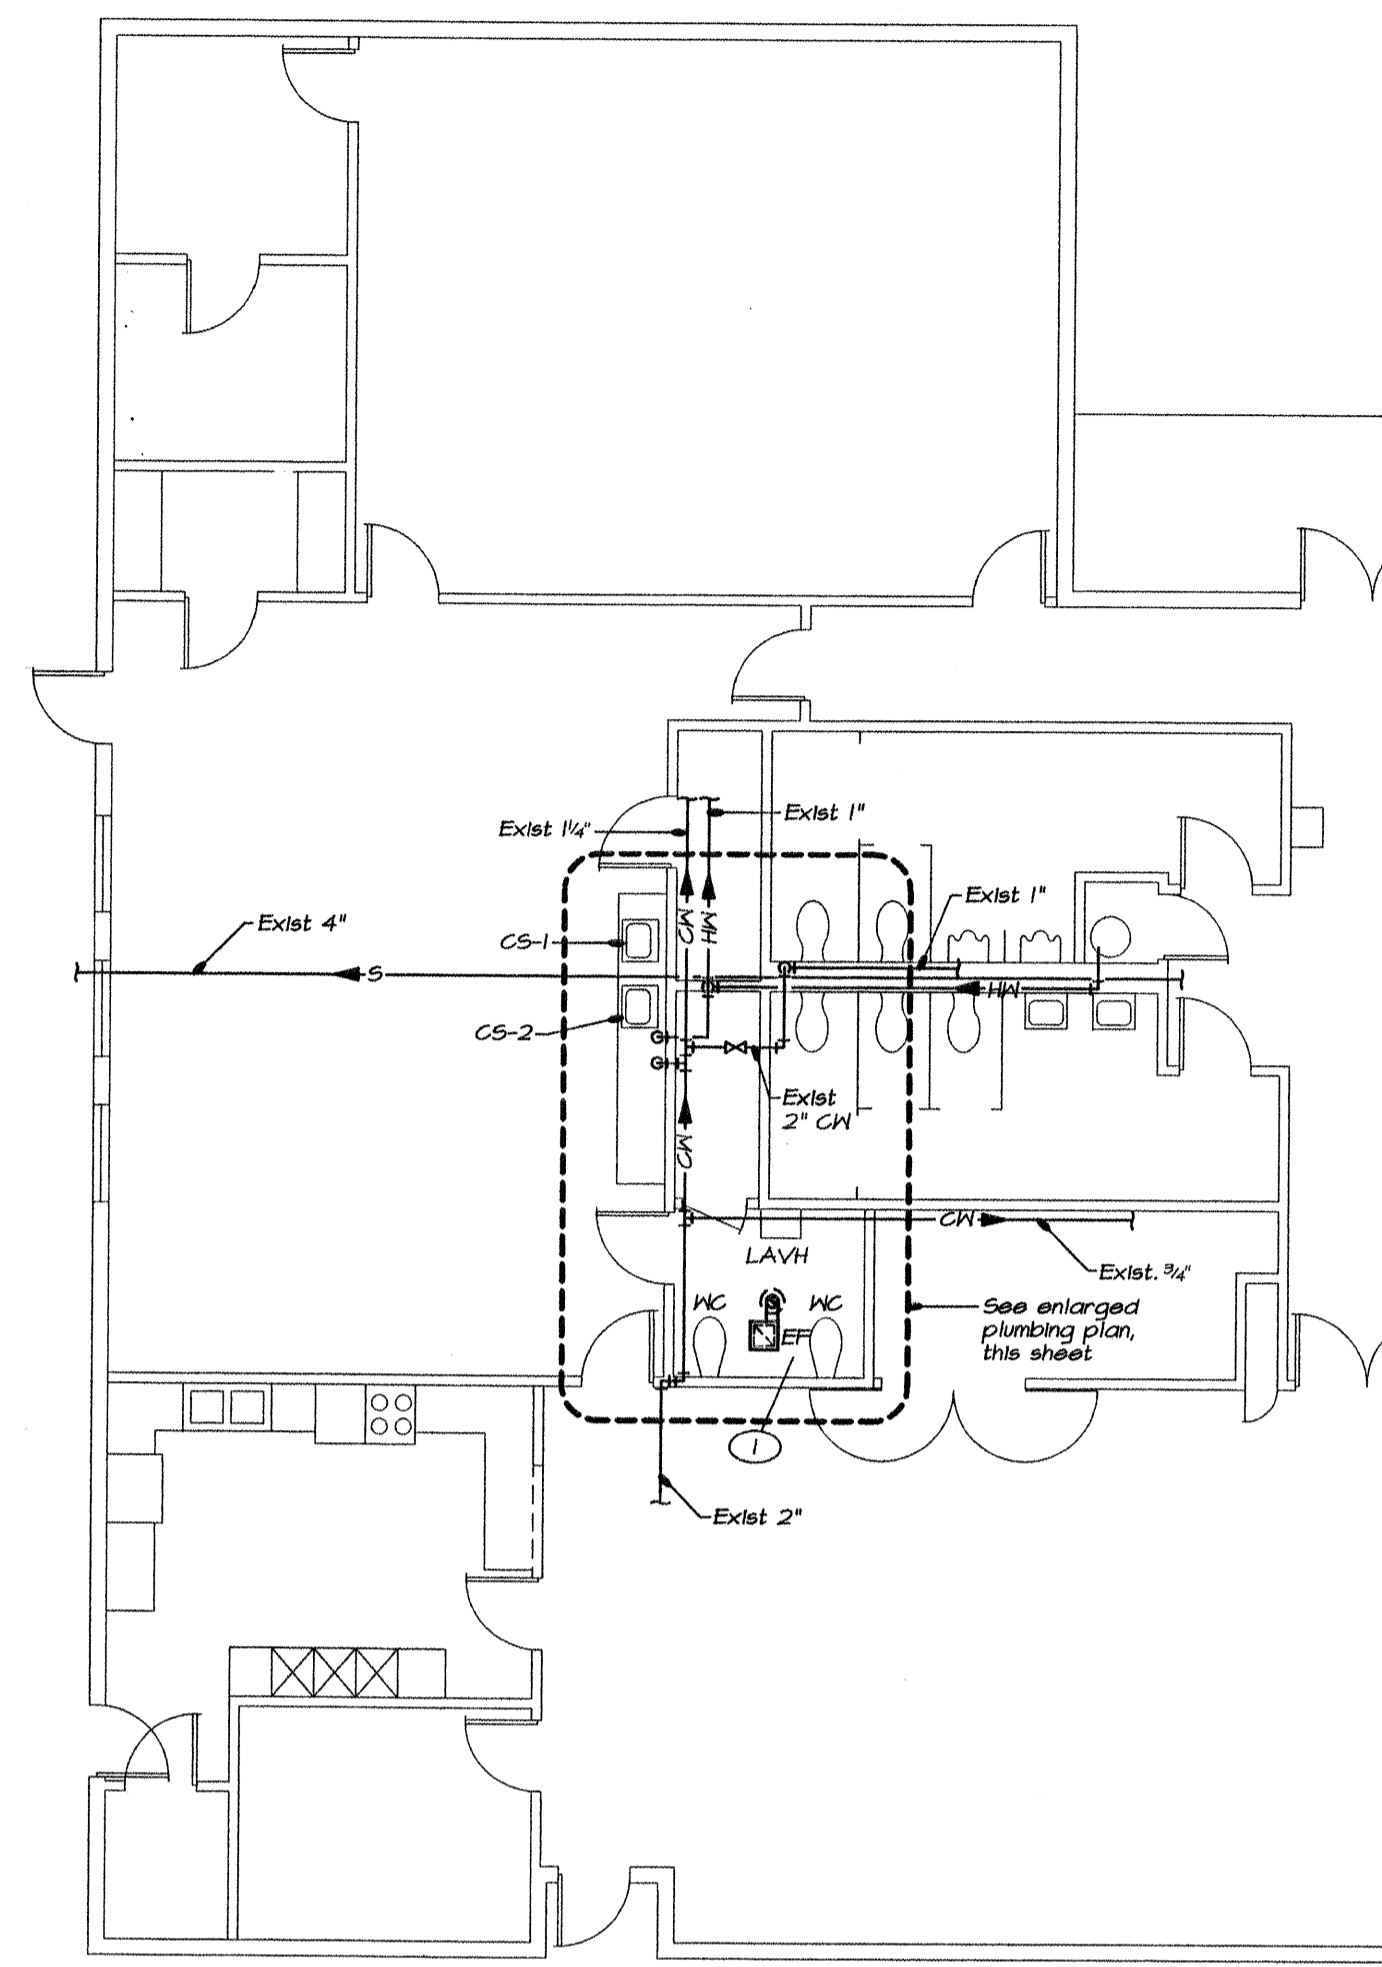 Exist 1"
Exist 1¼"
Exist 1"
Exist 4"
CW
HW
CS-1
S
HW
CS-2
Exist
2" CW
CW
CW
LAVH
Exist. ¾"
WC
WC
EF
See enlarged
plumbing plan,
this sheet
1
Exist 2"